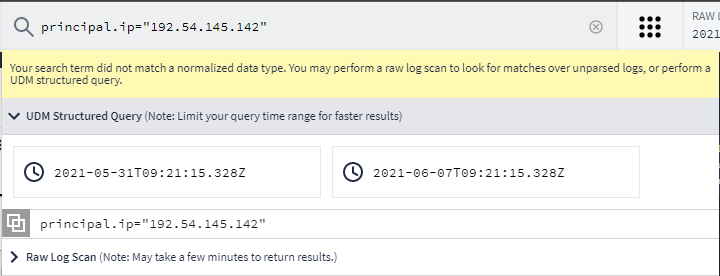 principal.ip="192.54.145.142"
RAW L
2021
Your search term did not match a normalized data type. You may perform a raw log scan to look for matches over unparsed logs, or perform a
UDM structured query.
UDM Structured Query (Note: Limit your query time range for faster results)
2021-05-31T09:21:15.328Z
2021-06-07T09:21:15.328Z
principal.ip="192.54.145.142"
Raw Log Scan (Note: May take a few minutes to return results.)